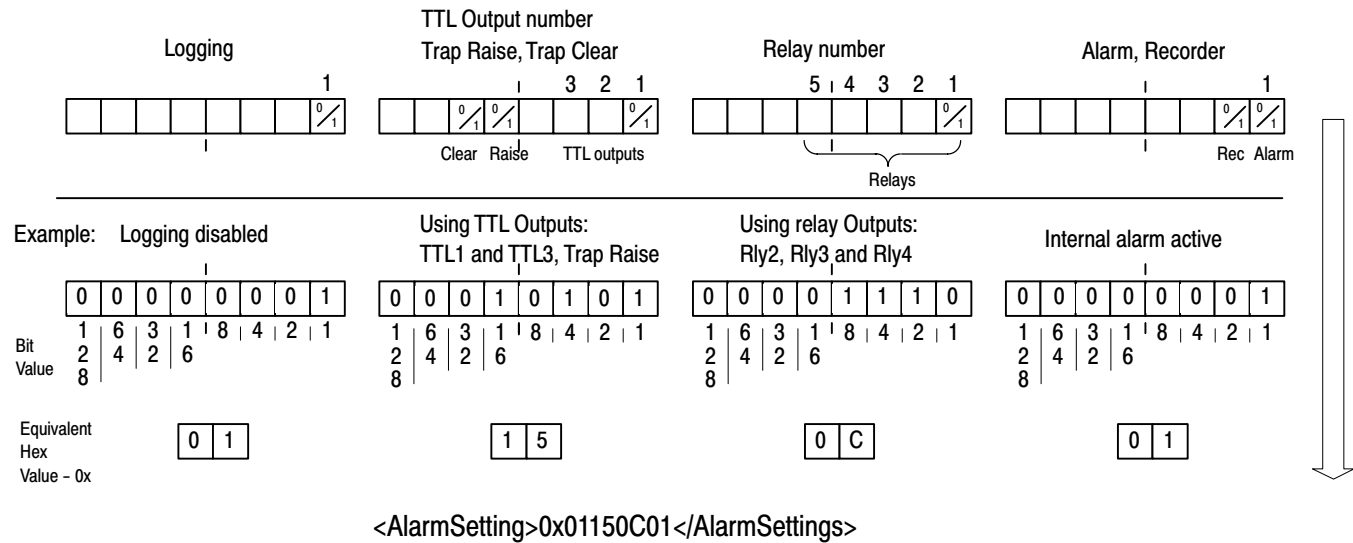 TTL Output number
Logging Trap Raise, Trap Clear Relay number Alarm, Recorder
1 3 2 1 5 4 3 2 1 1
0/1 0/1 0/1 0/1 0/1 0/1 0/1
Clear Raise TTL outputs Relays Rec Alarm
Example: Logging disabled
Using TTL Outputs:
TTL1 and TTL3, Trap Raise
Using relay Outputs:
Rly2, Rly3 and Rly4
Internal alarm active
0 0 0 0 0 0 0 1 0 0 0 1 0 1 0 1 0 0 0 0 1 1 1 0 0 0 0 0 0 0 0 1
Bit
Value
128 64 32 16 8 4 2 1 128 64 32 16 8 4 2 1 128 64 32 16 8 4 2 1 128 64 32 16 8 4 2 1
Equivalent
Hex
Value - 0x
0 1 1 5 0 C 0 1
<AlarmSetting>0x01150C01</AlarmSettings>